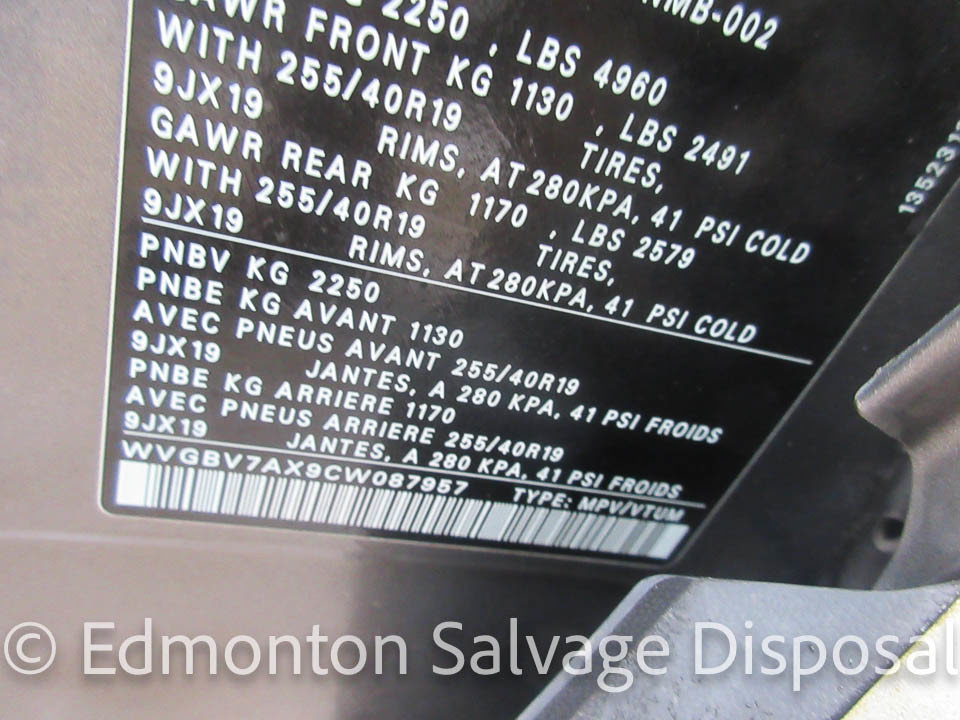 2250 , LBS 4960
GAWR FRONT KG 1130 , LBS 2491
WITH 255/40R19 TIRES,
9JX19 RIMS, AT 280KPA, 41 PSI COLD
GAWR REAR KG 1170 , LBS 2579
WITH 255/40R19 TIRES,
9JX19 RIMS, AT 280KPA, 41 PSI COLD
PNBV KG 2250
PNBE KG AVANT 1130
AVEC PNEUS AVANT 255/40R19
9JX19 JANTES, A 280 KPA, 41 PSI FROIDS
PNBE KG ARRIERE 1170
AVEC PNEUS ARRIERE 255/40R19
9JX19 JANTES, A 280 KPA, 41 PSI FROIDS
WVGBV7AX9CW087957 TYPE: MPV/VTUM
© Edmonton Salvage Disposal